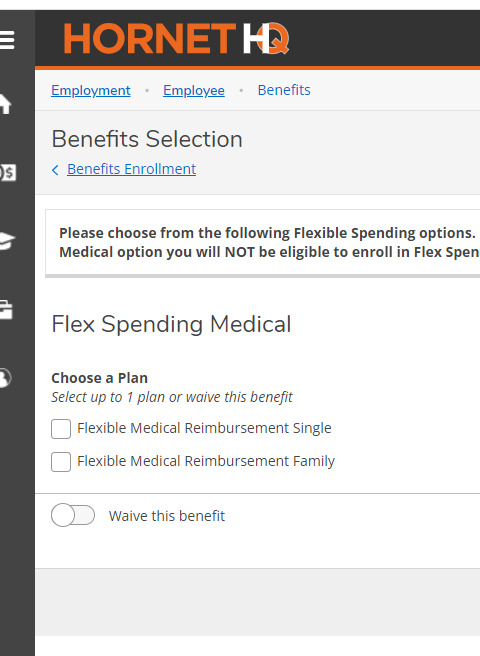 HORNET HQ
Employment • Employee • Benefits
Benefits Selection
Benefits Enrollment
Please choose from the following Flexible Spending options.
Medical option you will NOT be eligible to enroll in Flex Spen
Flex Spending Medical
Choose a Plan
Select up to 1 plan or waive this benefit
Flexible Medical Reimbursement Single
Flexible Medical Reimbursement Family
Waive this benefit